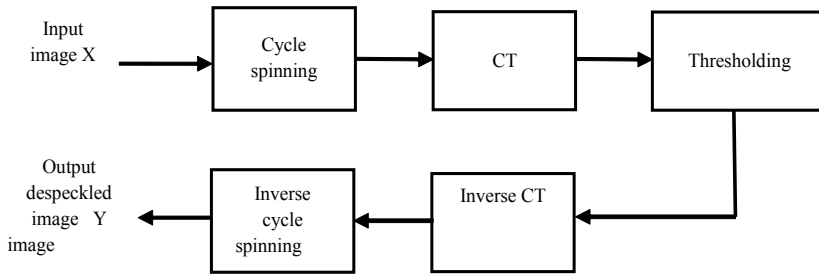 Input
image X
Cycle
spinning
CT
Thresholding
Output
despeckled
image Y
image
Inverse
cycle
spinning
Inverse CT